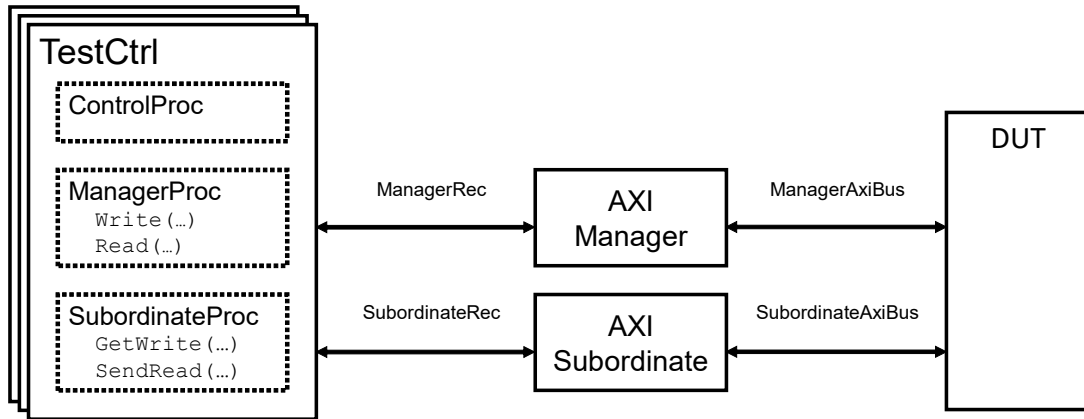 TestCtrl
ControlProc
ManagerProc
Write(…)
Read(…)
SubordinateProc
GetWrite(…)
SendRead(…)
ManagerRec
SubordinateRec
AXI
Manager
AXI
Subordinate
ManagerAxiBus
SubordinateAxiBus
DUT